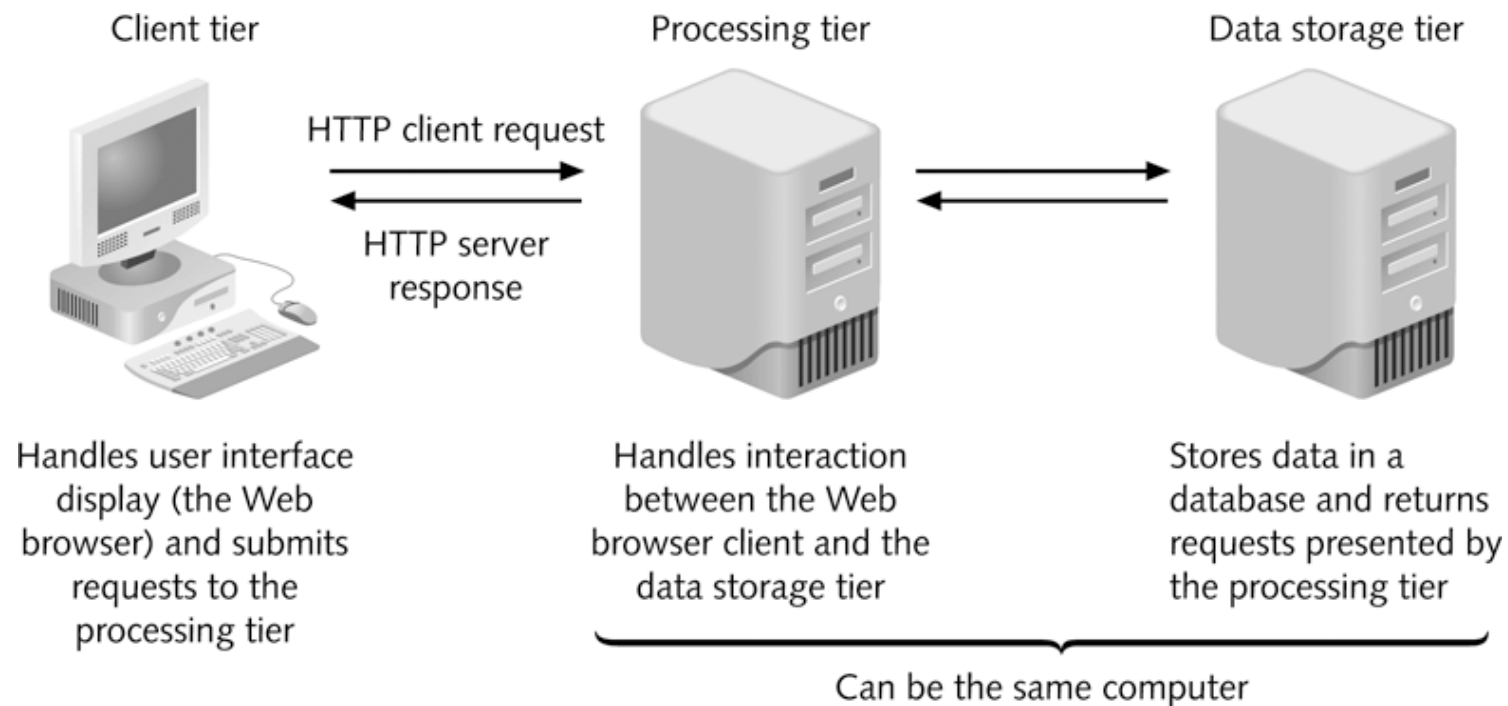 Client tier
Processing tier
Data storage tier
HTTP client request
HTTP server
response
Handles user interface
display (the Web
browser) and submits
requests to the
processing tier
Handles interaction
between the Web
browser client and the
data storage tier
Stores data in a
database and returns
requests presented by
the processing tier
Can be the same computer